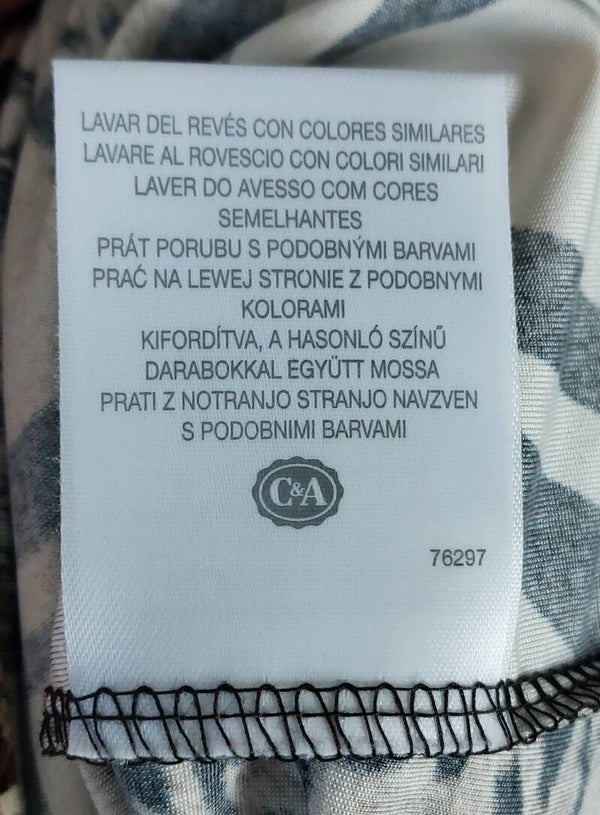 LAVAR DEL REVÉS CON COLORES SIMILARES
LAVARE AL ROVESCIO CON COLORI SIMILARI
LAVER DO AVESSO COM CORES
SEMELHANTES
PRÁT PORUBU S PODOBNÝMI BARVAMI
PRAĆ NA LEWEJ STRONIE Z PODOBNYMI
KOLORAMI
KIFORDÍTVA, A HASONLÓ SZÍNŰ
DARABOKKAL EGYÜTT MOSSA
PRATI Z NOTRANJO STRANJO NAVZVEN
S PODOBNIMI BARVAMI
C&A
76297